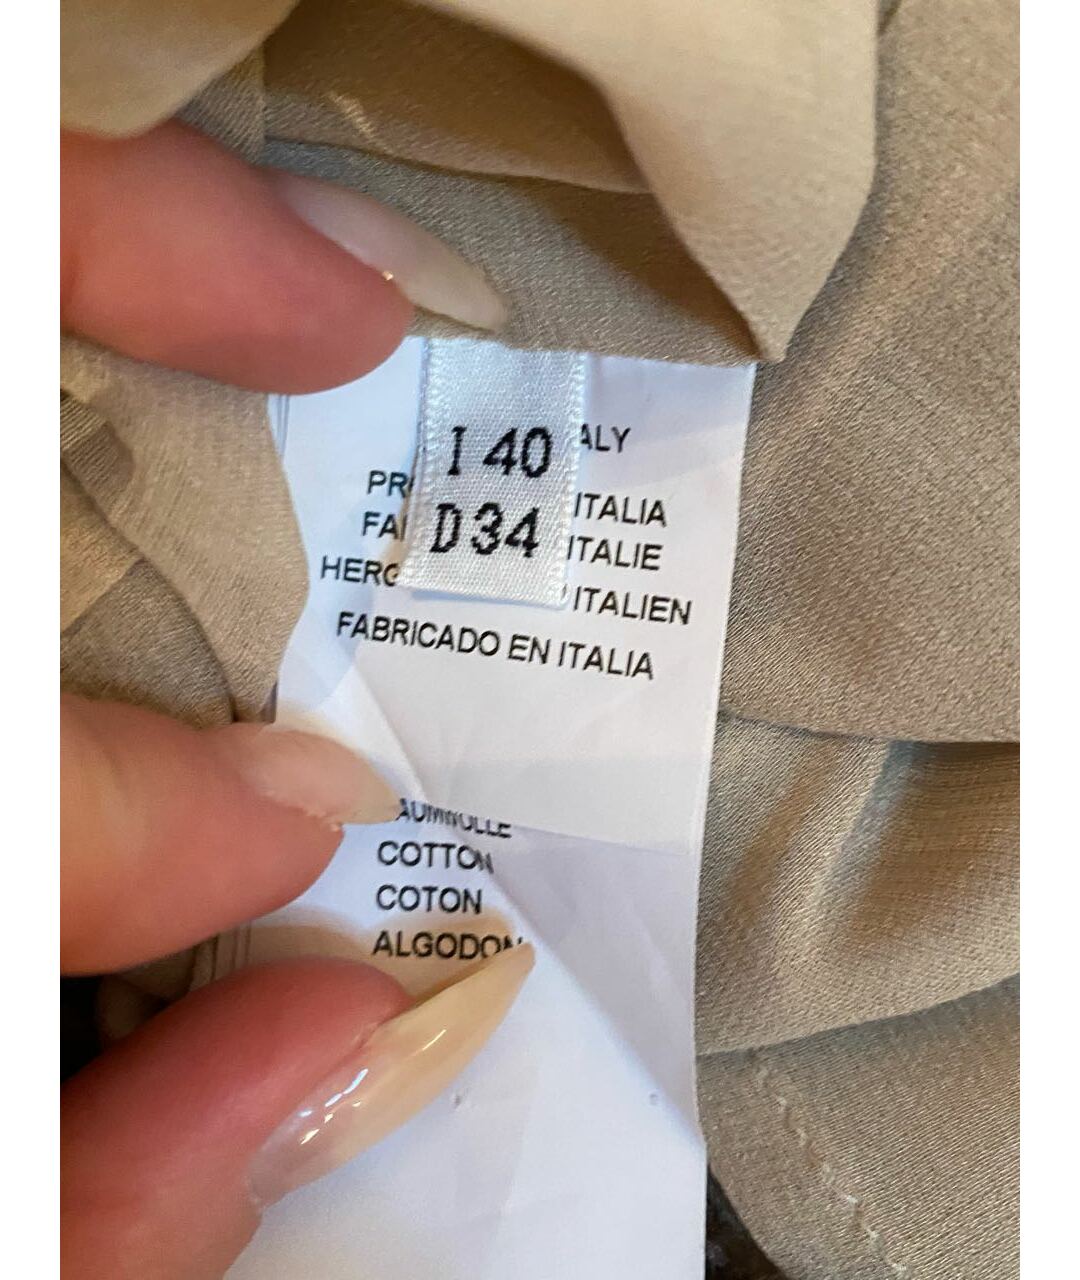 I 40
D 34
ALY
PR ITALIA
FA ITALIE
HERG ITALIEN
FABRICADO EN ITALIA
AUMWOLLE
COTTON
COTON
ALGODON